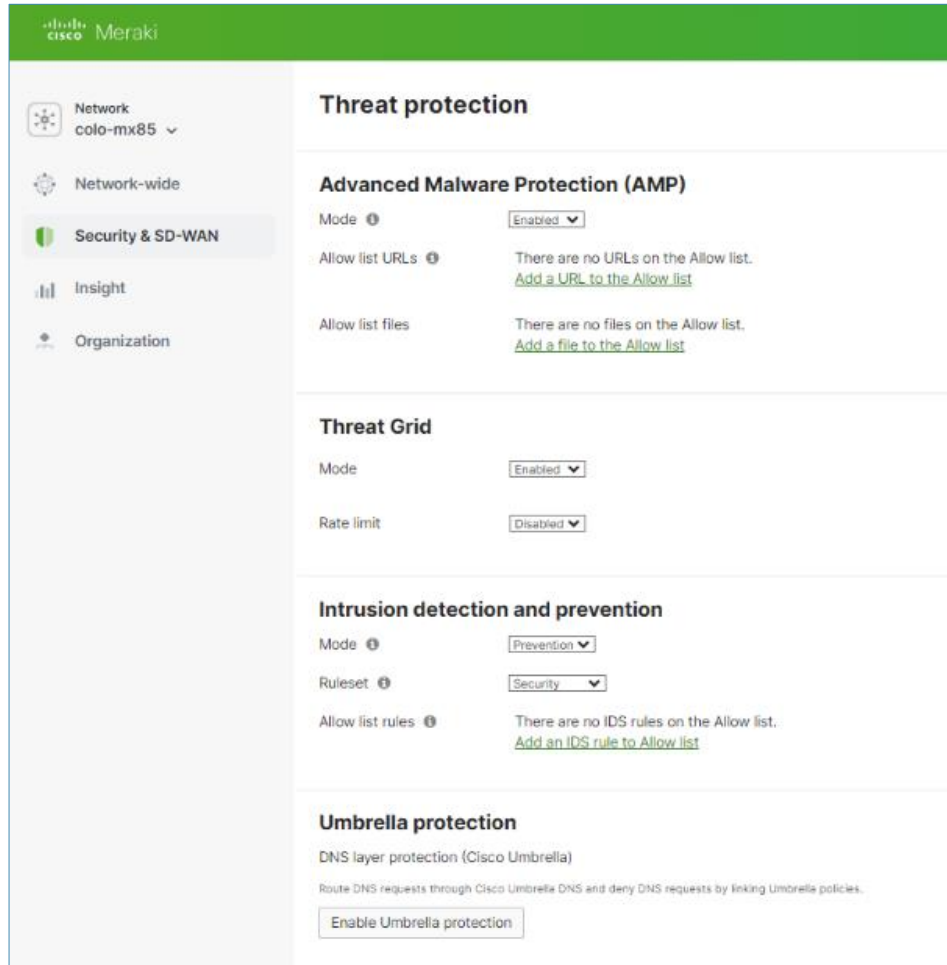 cisco Meraki
Network
colo-mx85
Network-wide
Security & SD-WAN
Insight
Organization
Threat protection
Advanced Malware Protection (AMP)
Mode Enabled
Allow list URLs There are no URLs on the Allow list.
Add a URL to the Allow list
Allow list files There are no files on the Allow list.
Add a file to the Allow list
Threat Grid
Mode Enabled
Rate limit Disabled
Intrusion detection and prevention
Mode Prevention
Ruleset Security
Allow list rules There are no IDS rules on the Allow list.
Add an IDS rule to Allow list
Umbrella protection
DNS layer protection (Cisco Umbrella)
Route DNS requests through Cisco Umbrella DNS and deny DNS requests by linking Umbrella policies.
Enable Umbrella protection